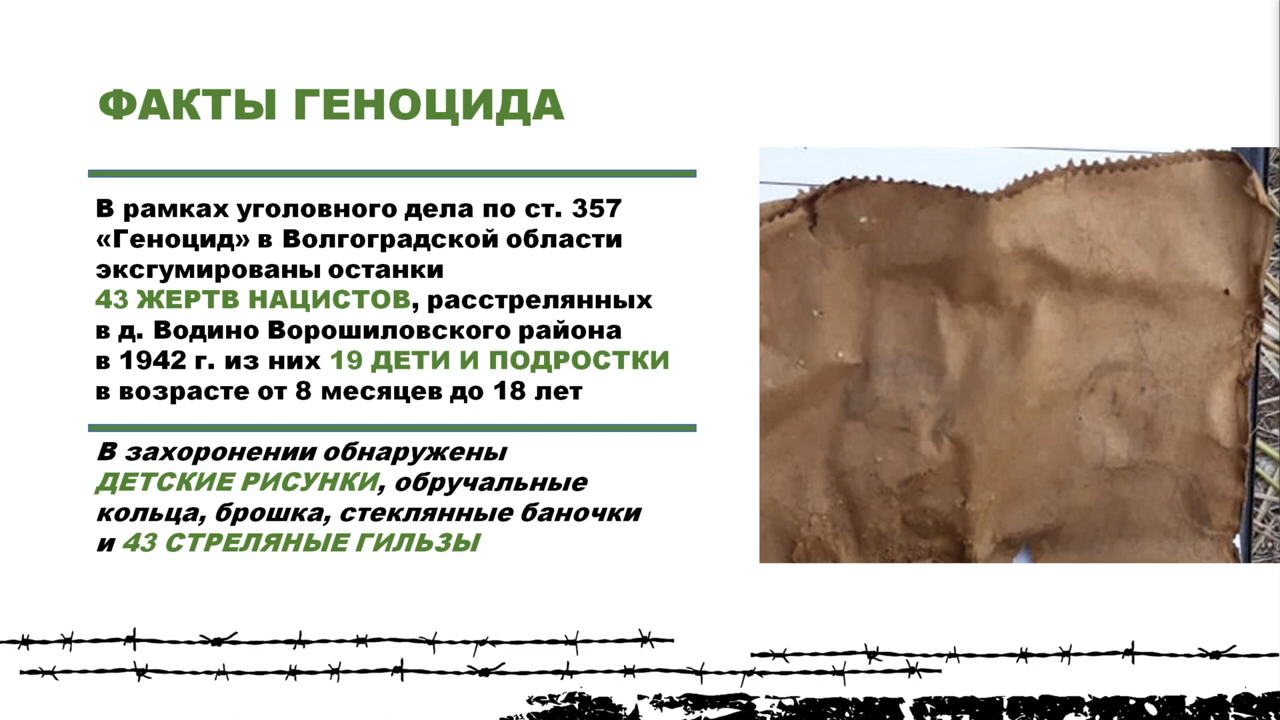 ФАКТЫ ГЕНОЦИДА
В рамках уголовного дела по ст. 357
«Геноцид» в Волгоградской области
эксгумированы останки
43 ЖЕРТВ НАЦИСТОВ, расстрелянных
в д. Водино Ворошиловского района
в 1942 г. из них 19 ДЕТИ И ПОДРОСТКИ
в возрасте от 8 месяцев до 18 лет
В захоронении обнаружены
ДЕТСКИЕ РИСУНКИ, обручальные
кольца, брошка, стеклянные баночки
и 43 СТРЕЛЯНЫЕ ГИЛЬЗЫ